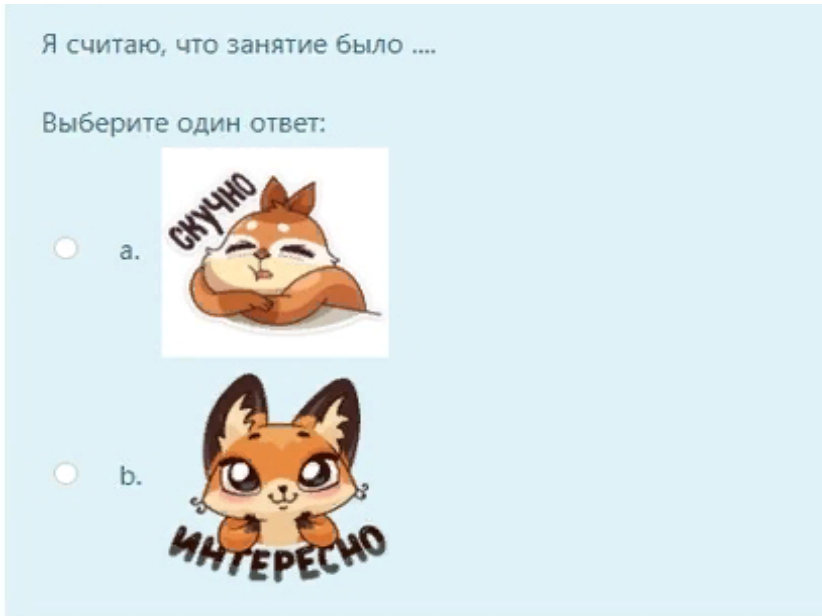 Я считаю, что занятие было ....
Выберите один ответ:
a.
скучно
b.
ИНТЕРЕСНО